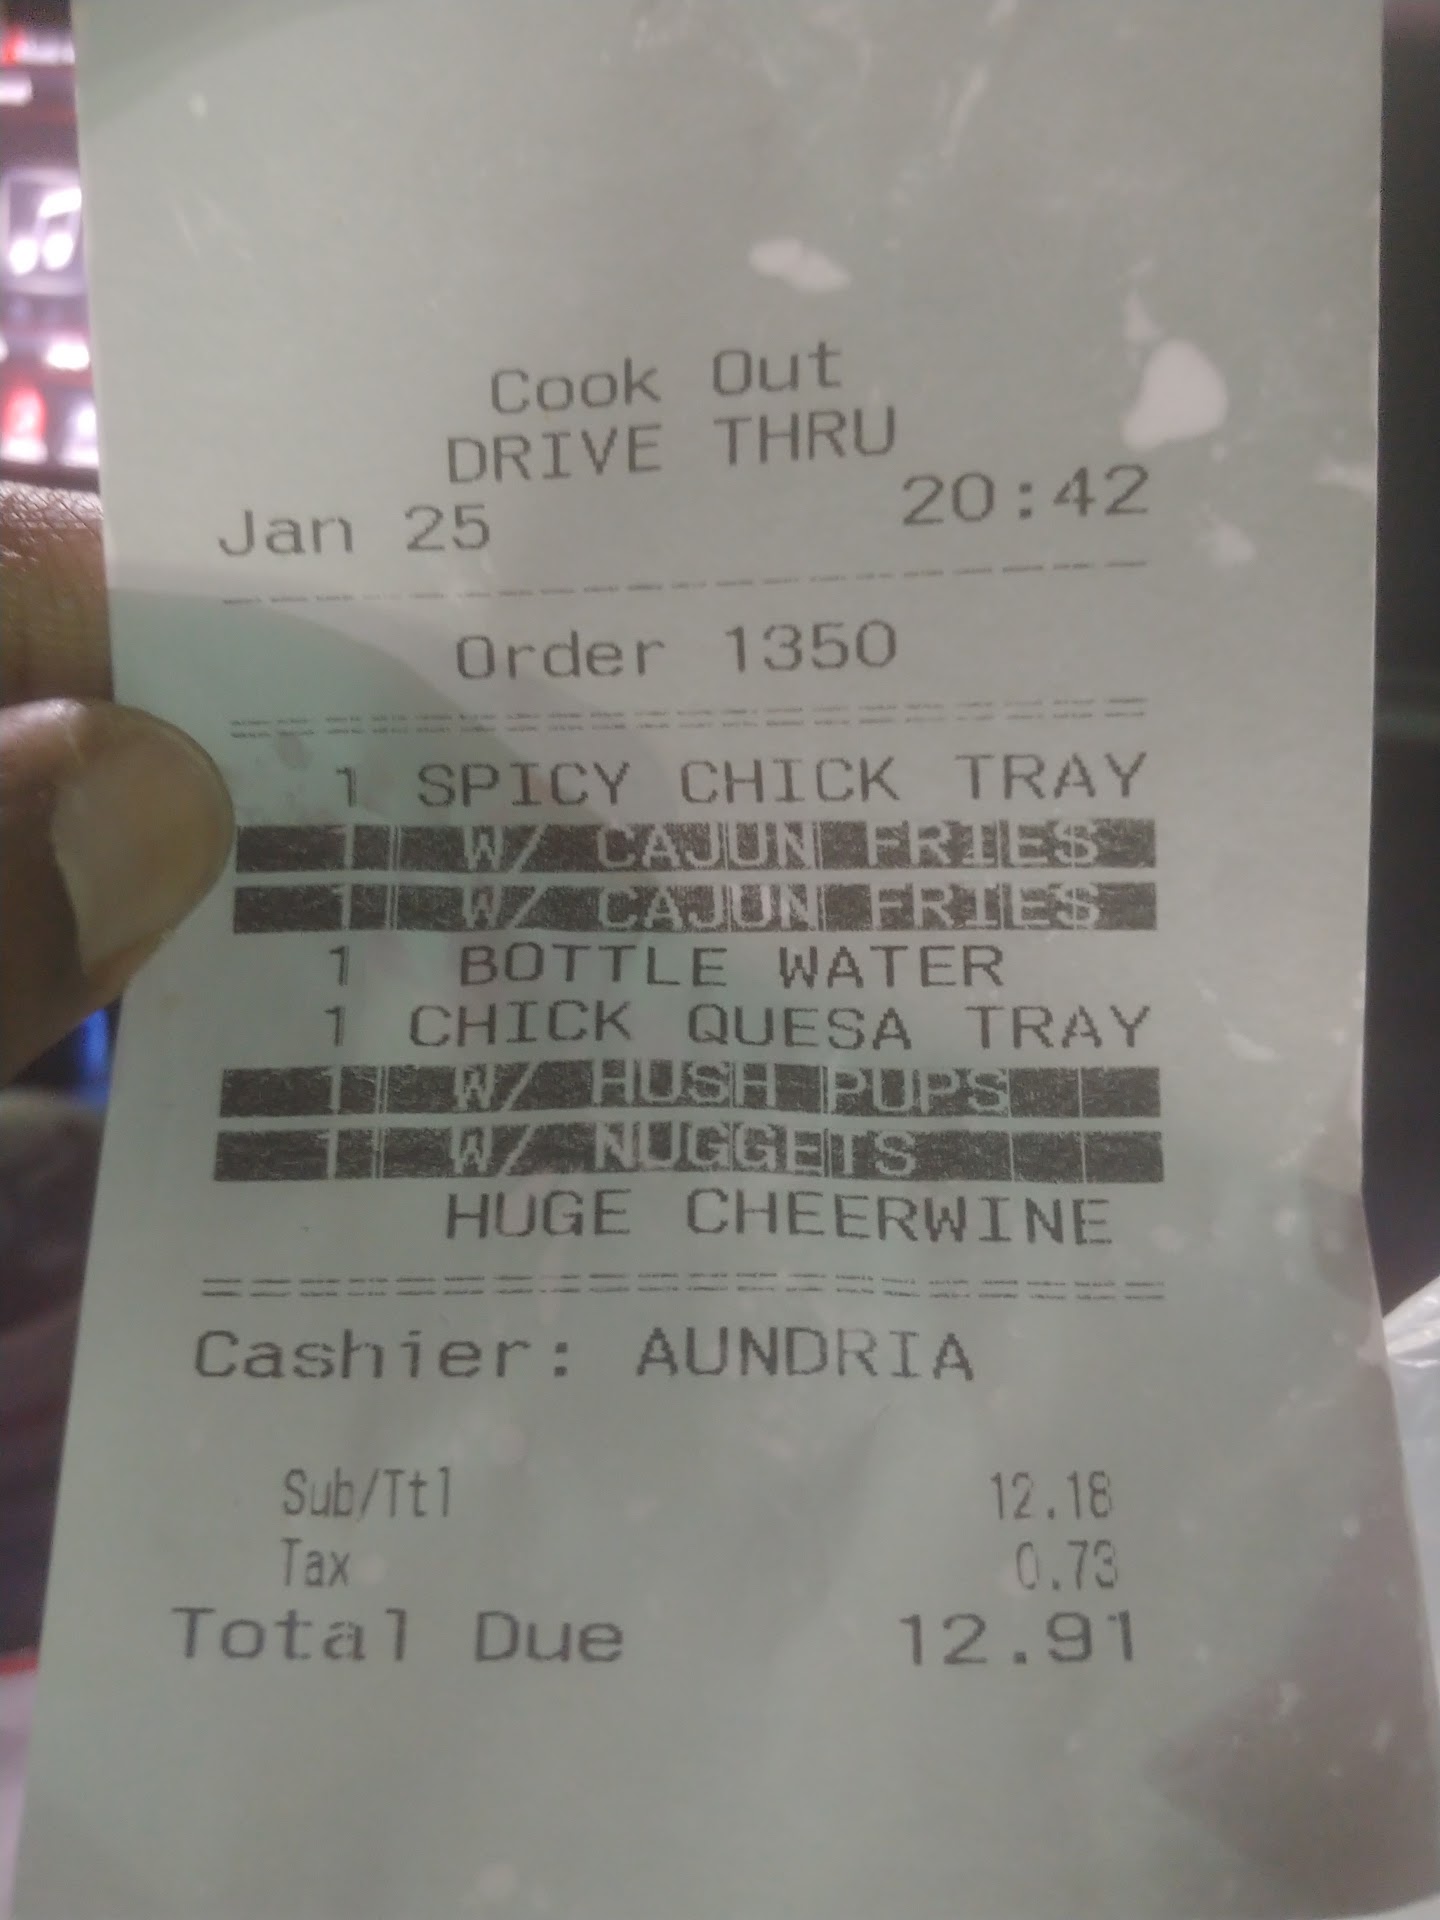 Cook Out
DRIVE THRU
Jan 25 20:42
Order 1350
1 SPICY CHICK TRAY
1 W/ CAJUN FRIES
1 W/ CAJUN FRIES
1 BOTTLE WATER
1 CHICK QUESA TRAY
1 W/ HUSH PUPS
1 W/ NUGGETS
HUGE CHEERWINE
Cashier: AUNDRIA
Sub/Ttl 12.18
Tax 0.73
Total Due 12.91